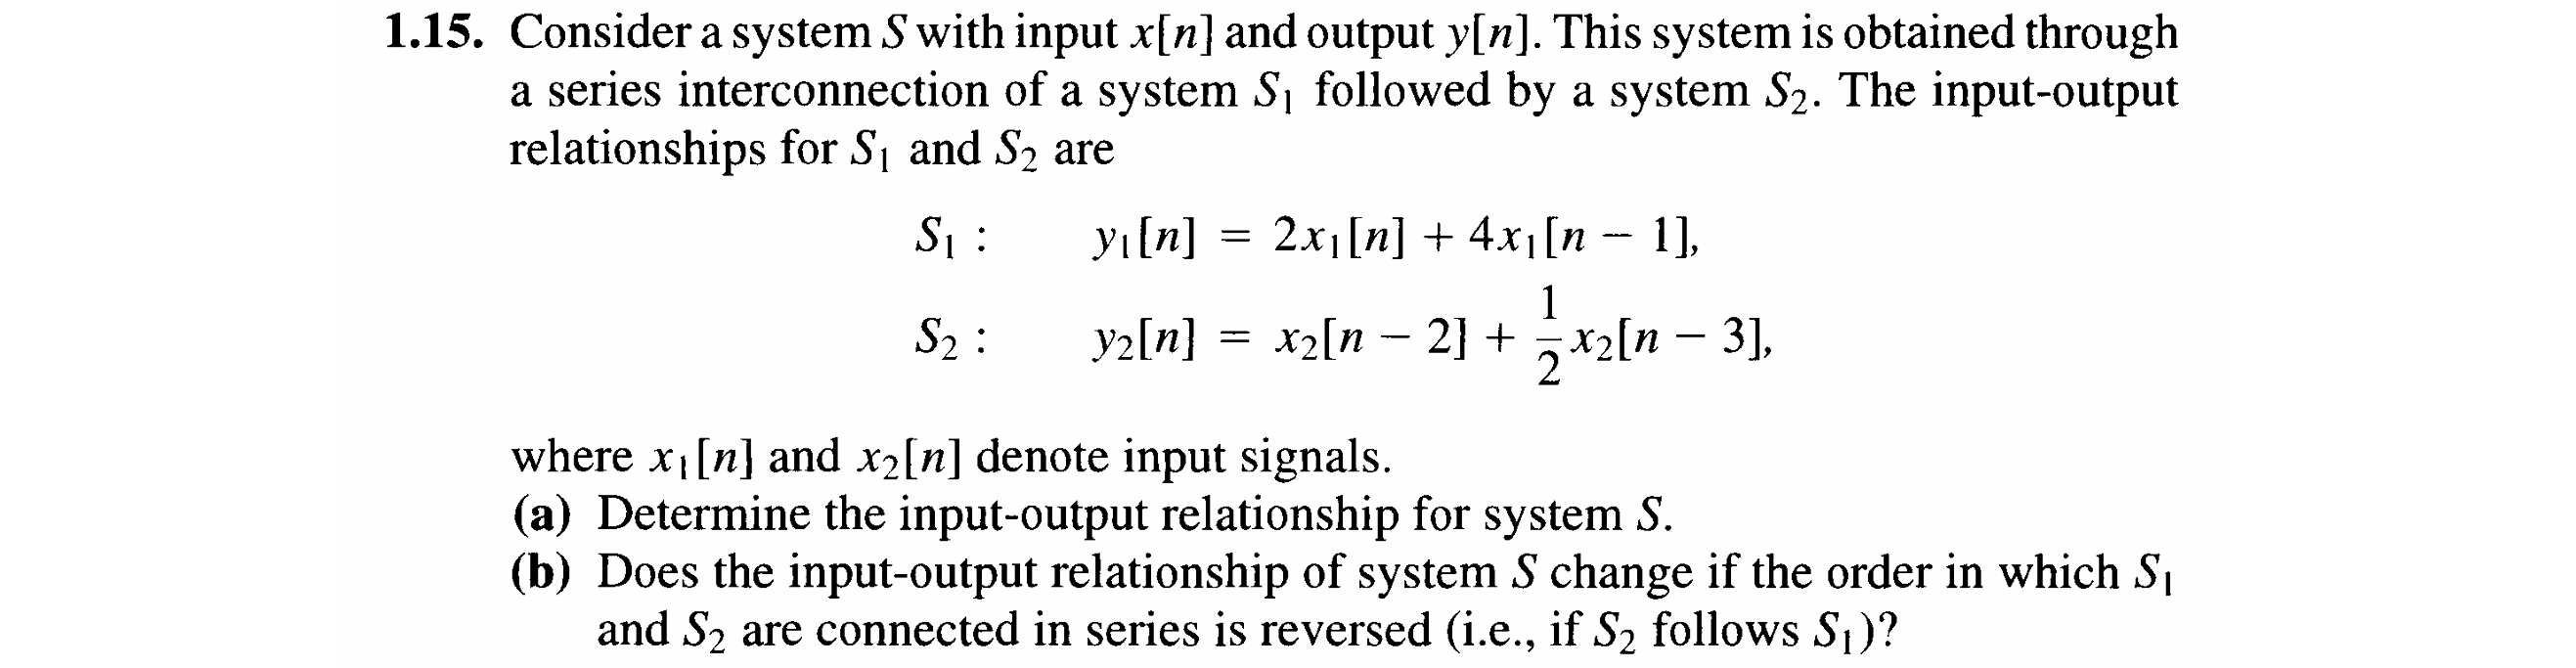 1.15. Consider a system S with input x[n] and output y[n]. This system is obtained through
a series interconnection of a system S₁ followed by a system S₂. The input-output
relationships for S₁ and S₂ are
S₁ : y₁[n] = 2x₁[n] + 4x₁[n − 1],
S₂ : y₂[n] = x₂[n − 2] + 1/2 x₂[n − 3],
where x₁[n] and x₂[n] denote input signals.
(a) Determine the input-output relationship for system S.
(b) Does the input-output relationship of system S change if the order in which S₁
and S₂ are connected in series is reversed (i.e., if S₂ follows S₁)?